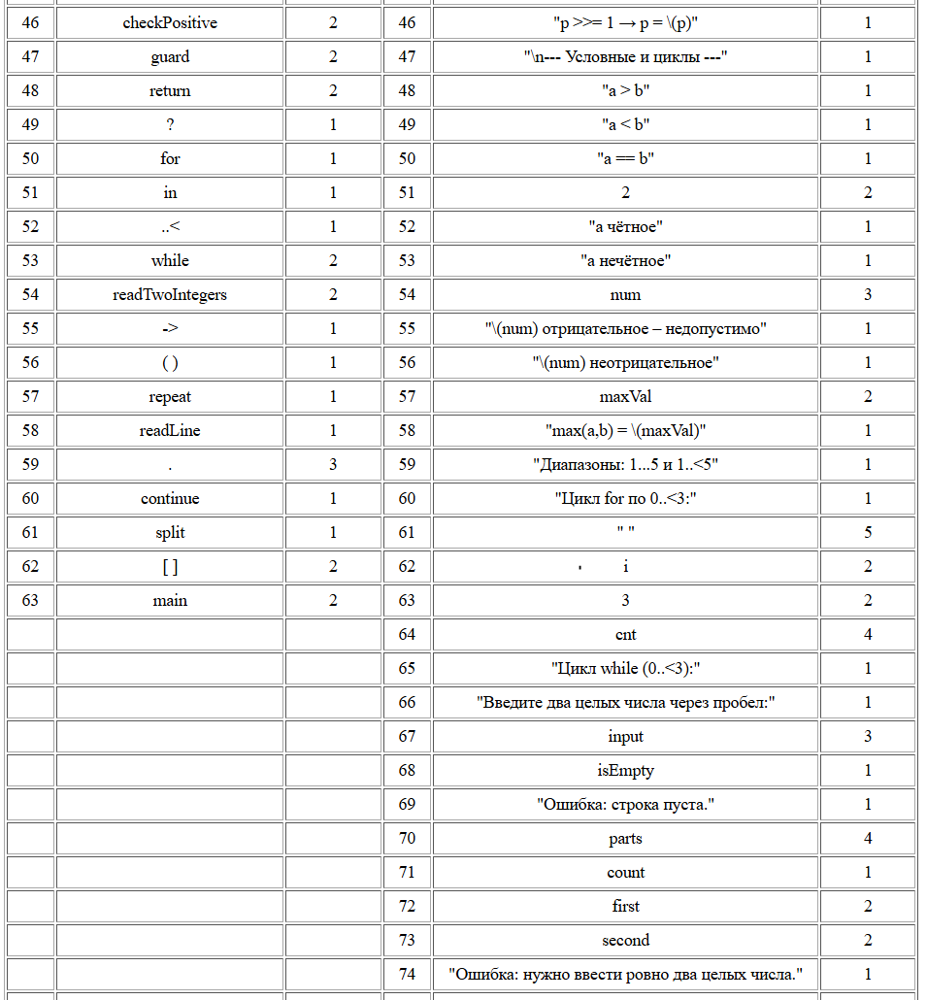 46 checkPositive 2 46 "p >>= 1 → p = \(p)" 1
47 guard 2 47 "\n--- Условные и циклы ---" 1
48 return 2 48 "a > b" 1
49 ? 1 49 "a < b" 1
50 for 1 50 "a == b" 1
51 in 1 51 2 2
52 ..< 1 52 "a чётное" 1
53 while 2 53 "a нечётное" 1
54 readTwoIntegers 2 54 num 3
55 -> 1 55 "\(num) отрицательное – недопустимо" 1
56 ( ) 1 56 "\(num) неотрицательное" 1
57 repeat 1 57 maxVal 2
58 readLine 1 58 "max(a,b) = \(maxVal)" 1
59 . 3 59 "Диапазоны: 1...5 и 1..<5" 1
60 continue 1 60 "Цикл for по 0..<3:" 1
61 split 1 61 " " 5
62 [ ] 2 62 i 2
63 main 2 63 3 2
64 cnt 4
65 "Цикл while (0..<3):" 1
66 "Введите два целых числа через пробел:" 1
67 input 3
68 isEmpty 1
69 "Ошибка: строка пуста." 1
70 parts 4
71 count 1
72 first 2
73 second 2
74 "Ошибка: нужно ввести ровно два целых числа." 1